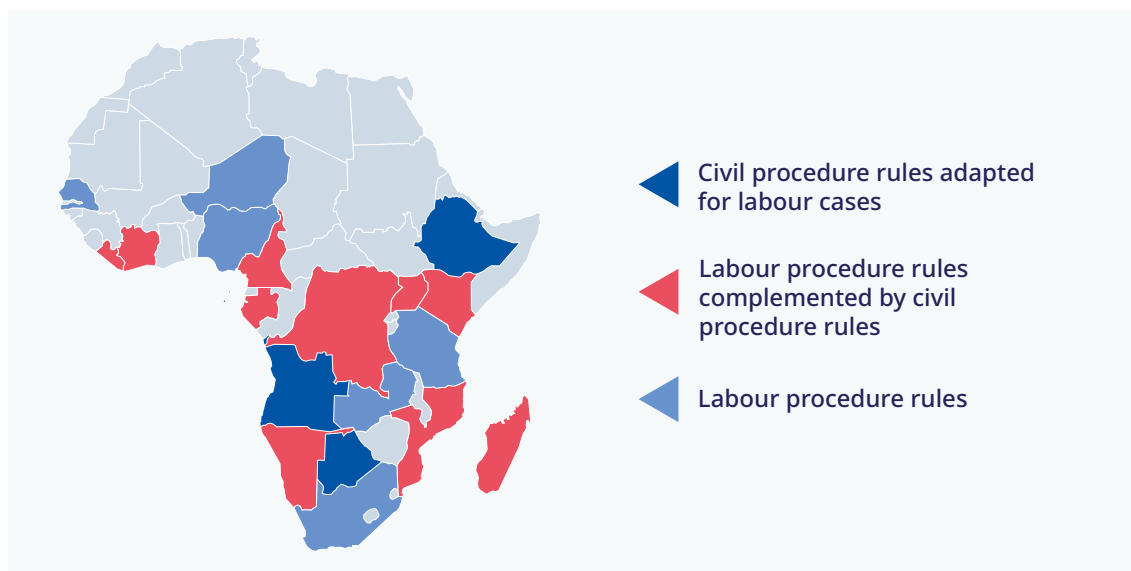 Civil procedure rules adapted
for labour cases
Labour procedure rules
complemented by civil
procedure rules
Labour procedure rules